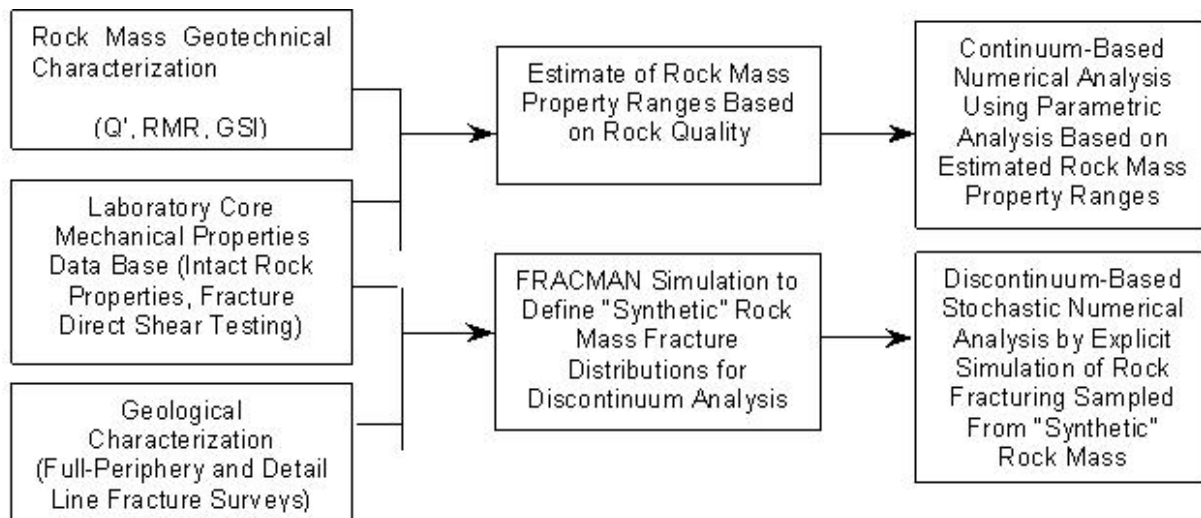 Rock Mass Geotechnical
Characterization
(Q', RMR, GSI)
Laboratory Core
Mechanical Properties
Data Base (Intact Rock
Properties, Fracture
Direct Shear Testing)
Geological
Characterization
(Full-Periphery and Detail
Line Fracture Surveys)
Estimate of Rock Mass
Property Ranges Based
on Rock Quality
FRACMAN Simulation to
Define "Synthetic" Rock
Mass Fracture
Distributions for
Discontinuum Analysis
Continuum-Based
Numerical Analysis
Using Parametric
Analysis Based on
Estimated Rock Mass
Property Ranges
Discontinuum-Based
Stochastic Numerical
Analysis by Explicit
Simulation of Rock
Fracturing Sampled
From "Synthetic"
Rock Mass